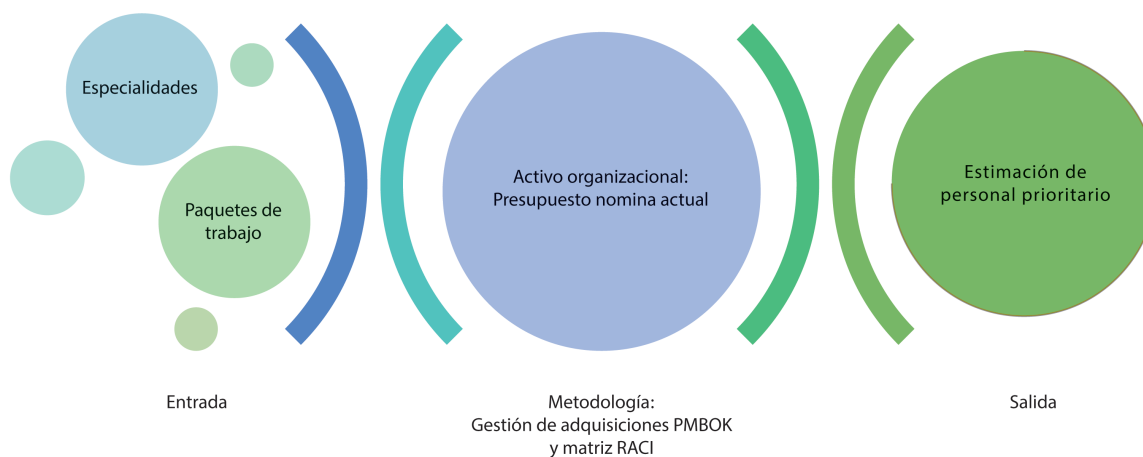 Especialidades
Paquetes de
trabajo
Activo organizacional:
Presupuesto nomina actual
Estimación de
personal prioritario
Entrada
Metodología:
Gestión de adquisiciones PMBOK
y matriz RACI
Salida